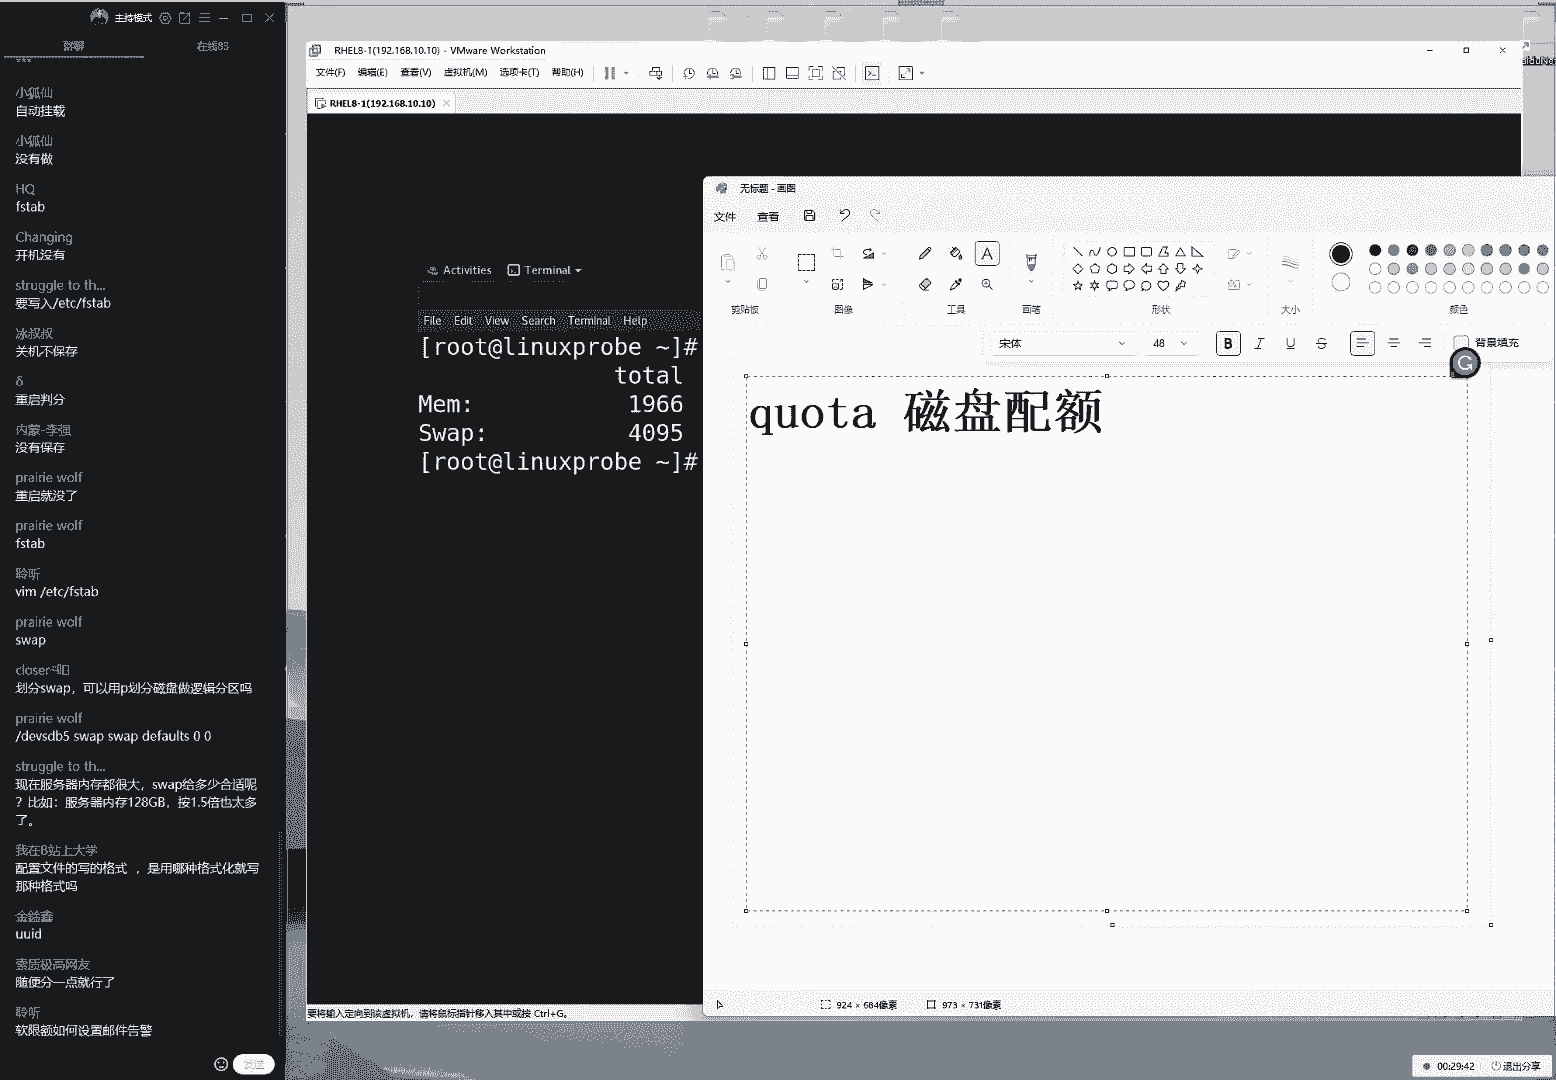 主持模式
群聊
在线83
小狐仙
自动挂载
小狐仙
没有做
HQ
fstab
Changing
开机没有
struggle to th...
要写入/etc/fstab
冰叔叔
关机不保存
δ
重启判分
内蒙-李强
没有保存
prairie wolf
重启就没了
prairie wolf
fstab
聆听
vim /etc/fstab
prairie wolf
swap
划分swap，可以用p划分磁盘做逻辑分区吗
prairie wolf
/devsdb5 swap swap defaults 0 0
struggle to th...
现在服务器内存都很大，swap给多少合适呢
？比如：服务器内存128GB，按1.5倍也太多
了。
我在B站上大学
配置文件的写的格式 ，是用哪种格式化就写
那种格式吗
uuid
素质极高网友
随便分一点就行了
聆听
软限额如何设置邮件告警
发送
RHEL8-1(192.168.10.10) - VMware Workstation
文件(F) 编辑(E) 查看(V) 虚拟机(M) 选项卡(T) 帮助(H)
RHEL8-1(192.168.10.10)
Activities Terminal
File Edit View Search Terminal Help
[root@linuxprobe ~]#
total
Mem: 1966
Swap: 4095
[root@linuxprobe ~]#
要将输入定向到该虚拟机，请将鼠标指针移入其中或按 Ctrl+G。
无标题 - 画图
文件 查看
剪贴板 图像 工具 画笔 形状 大小 颜色
宋体 48 B I U S 背景填充
quota 磁盘配额
924 × 684像素 973 × 731像素
00:29:42 退出分享